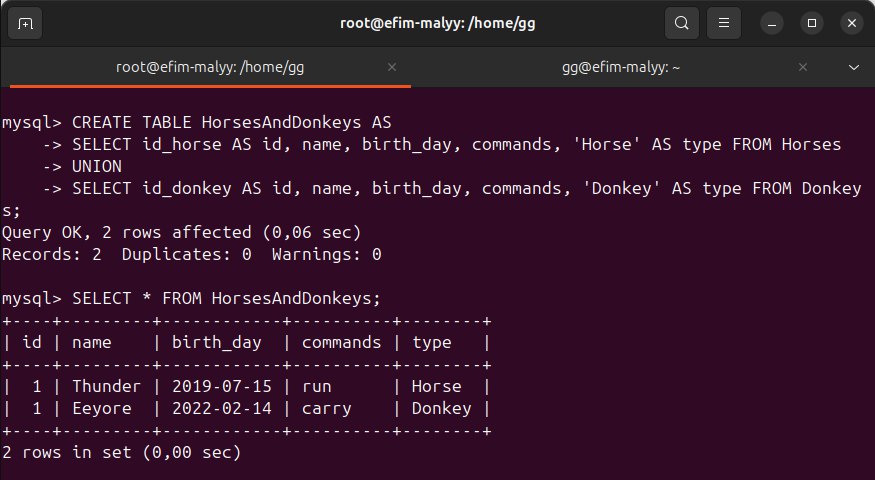 root@efim-malyy: /home/gg
root@efim-malyy: /home/gg
gg@efim-malyy: ~
mysql> CREATE TABLE HorsesAndDonkeys AS
    -> SELECT id_horse AS id, name, birth_day, commands, 'Horse' AS type FROM Horses
    -> UNION
    -> SELECT id_donkey AS id, name, birth_day, commands, 'Donkey' AS type FROM Donkey
s;
Query OK, 2 rows affected (0,06 sec)
Records: 2  Duplicates: 0  Warnings: 0
mysql> SELECT * FROM HorsesAndDonkeys;
+----+---------+------------+----------+--------+
| id | name    | birth_day  | commands | type   |
+----+---------+------------+----------+--------+
|  1 | Thunder | 2019-07-15 | run      | Horse  |
|  1 | Eeyore  | 2022-02-14 | carry    | Donkey |
+----+---------+------------+----------+--------+
2 rows in set (0,00 sec)